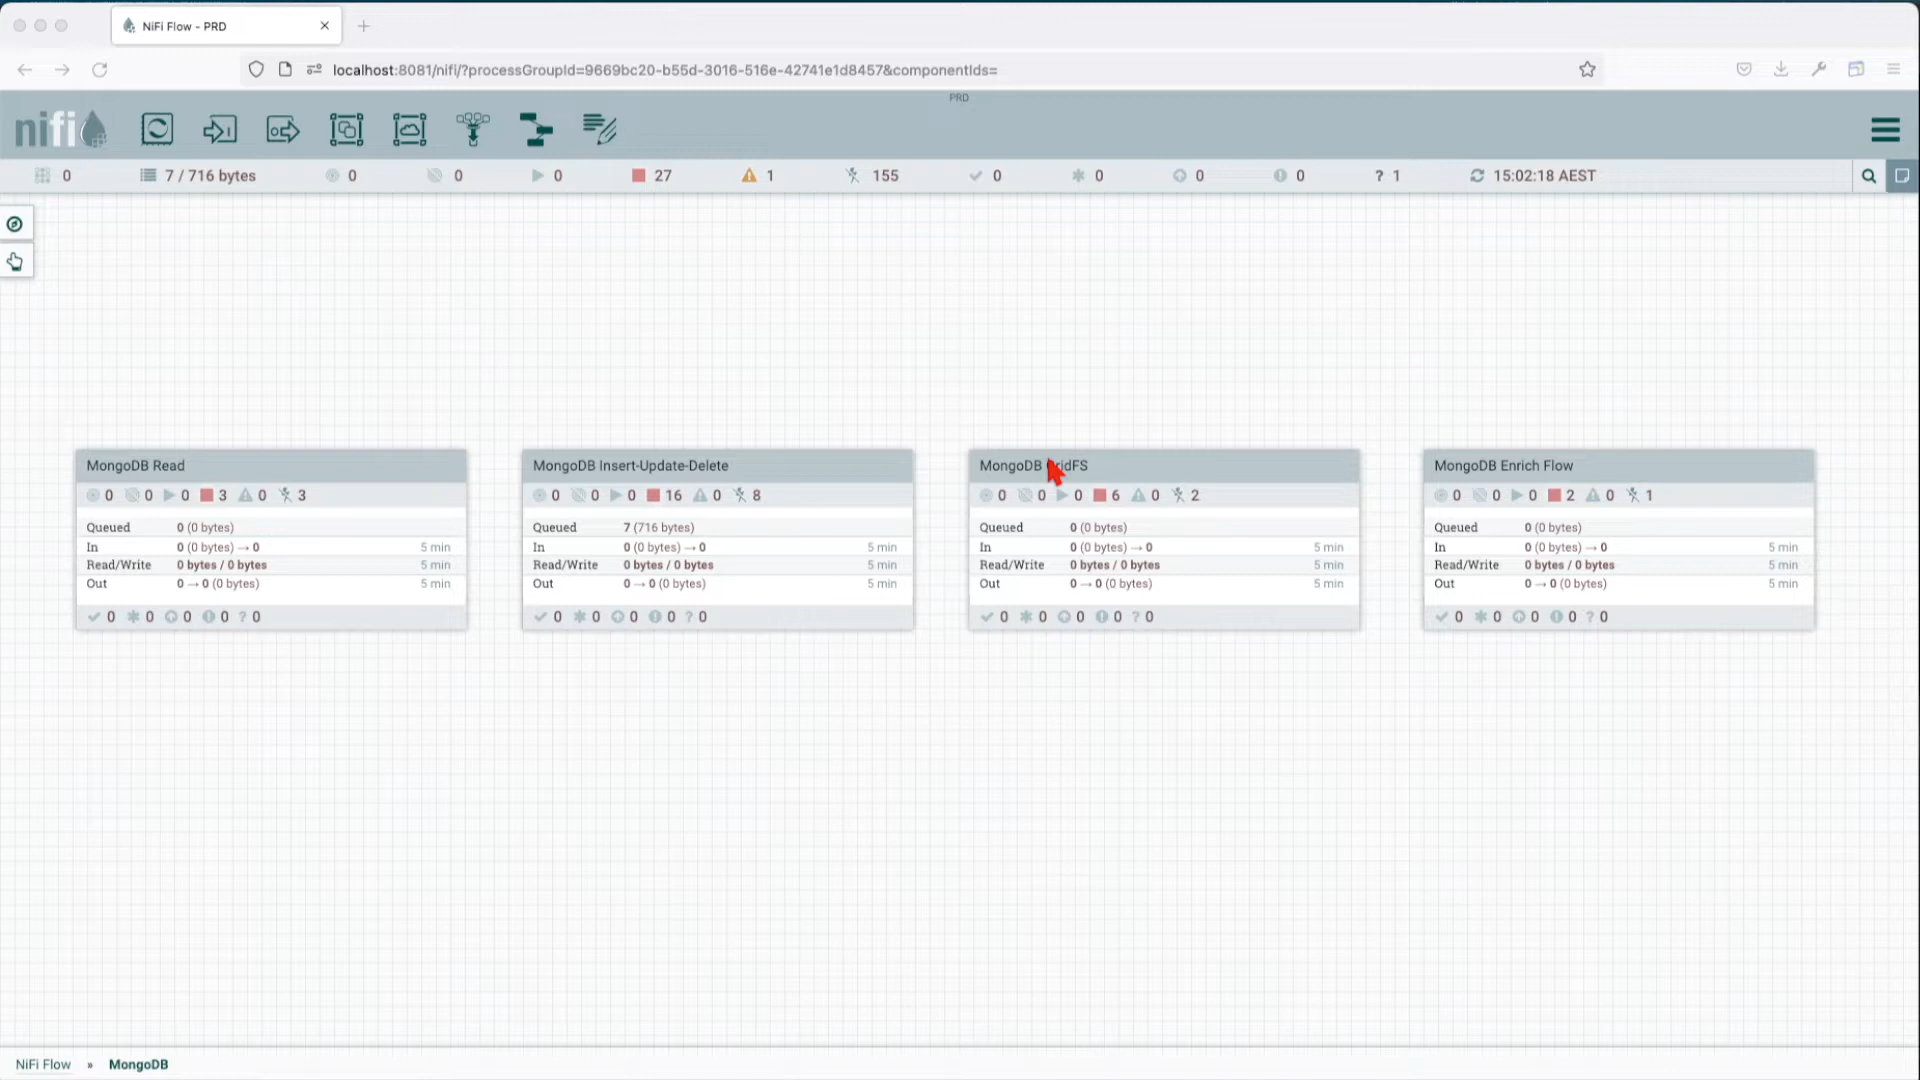 NiFi Flow - PRD
localhost:8081/nifi/?processGroupId=9669bc20-b55d-3016-516e-42741e1d8457&componentIds=
PRD
nifi
0 7 / 716 bytes 0 0 0 27 1 155 0 0 0 0 ? 1 15:02:18 AEST
MongoDB Read
0 0 0 3 0 3
Queued 0 (0 bytes)
In 0 (0 bytes) → 0 5 min
Read/Write 0 bytes / 0 bytes 5 min
Out 0 → 0 (0 bytes) 5 min
0 0 0 0 ? 0
MongoDB Insert-Update-Delete
0 0 0 16 0 8
Queued 7 (716 bytes)
In 0 (0 bytes) → 0 5 min
Read/Write 0 bytes / 0 bytes 5 min
Out 0 → 0 (0 bytes) 5 min
0 0 0 0 ? 0
MongoDB GridFS
0 0 0 6 0 2
Queued 0 (0 bytes)
In 0 (0 bytes) → 0 5 min
Read/Write 0 bytes / 0 bytes 5 min
Out 0 → 0 (0 bytes) 5 min
0 0 0 0 ? 0
MongoDB Enrich Flow
0 0 0 2 0 1
Queued 0 (0 bytes)
In 0 (0 bytes) → 0 5 min
Read/Write 0 bytes / 0 bytes 5 min
Out 0 → 0 (0 bytes) 5 min
0 0 0 0 ? 0
NiFi Flow » MongoDB